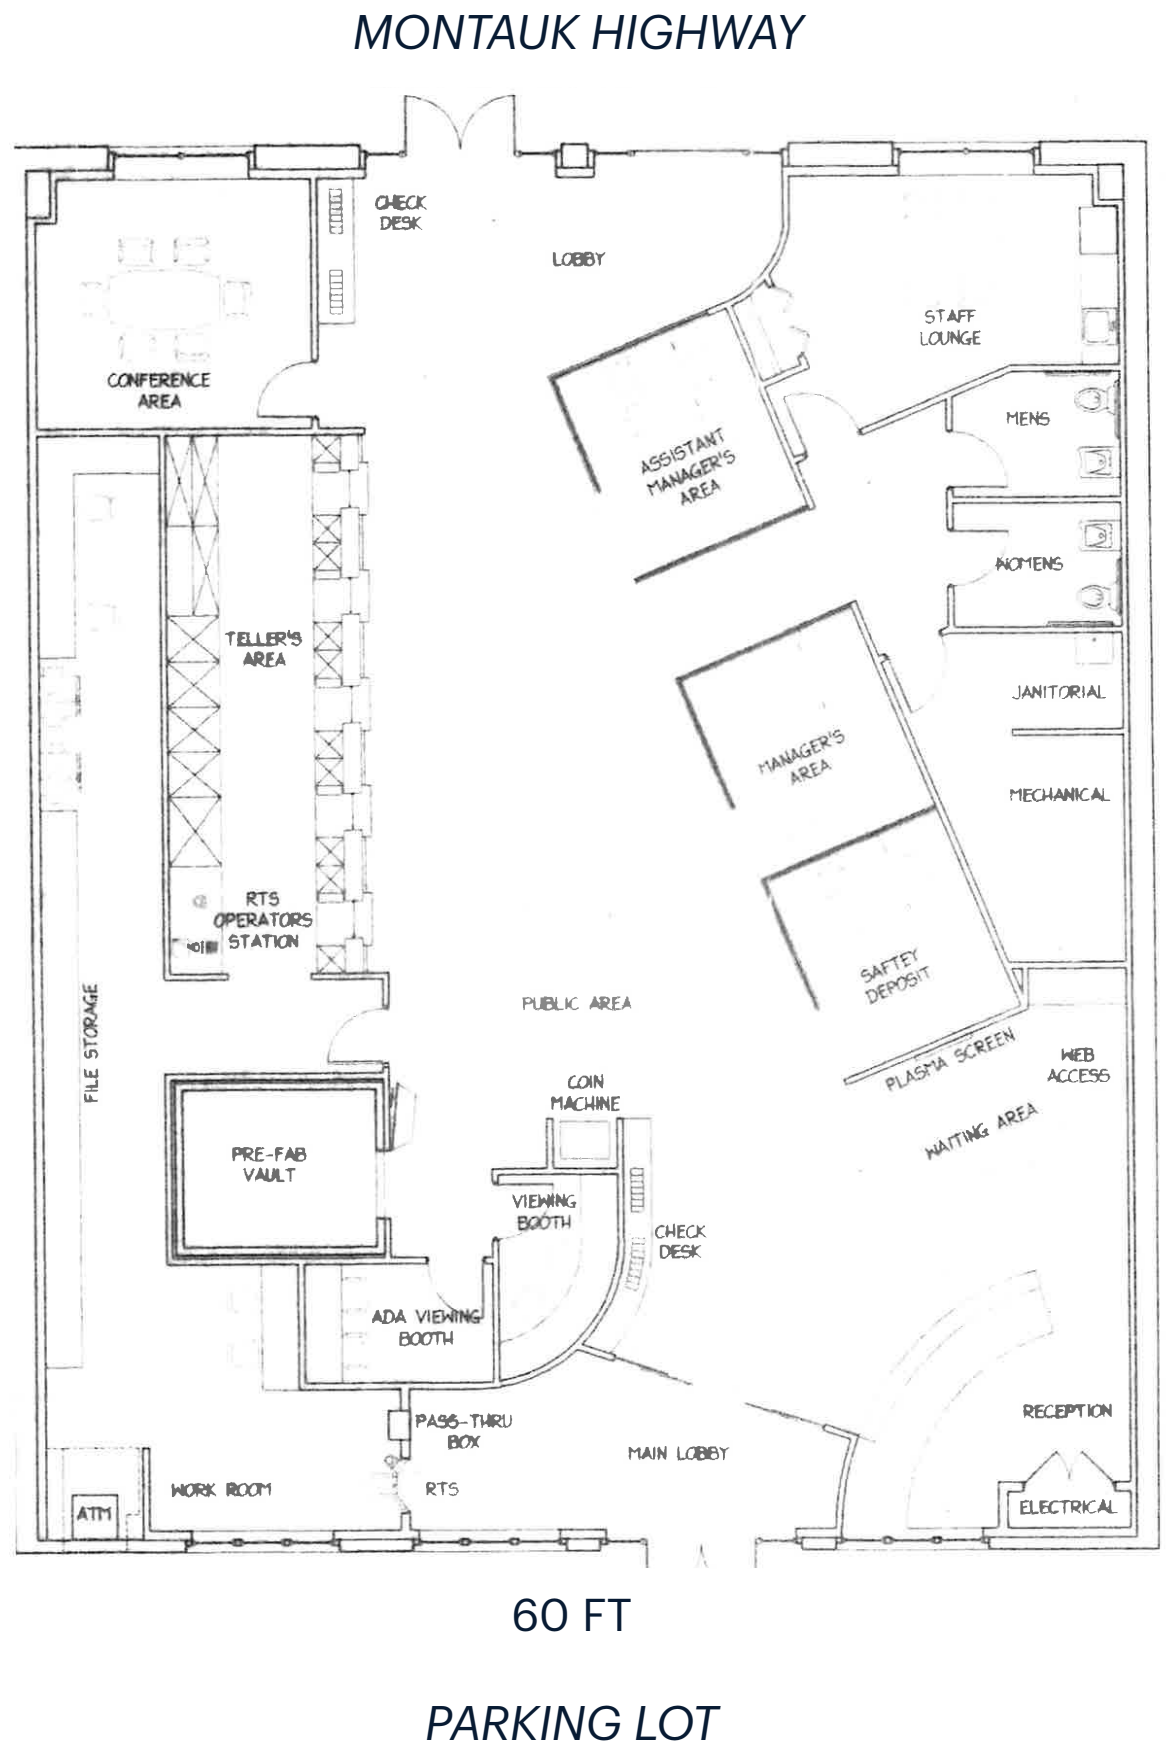 MONTAUK HIGHWAY
CHECK
DESK
LOBBY
STAFF
LOUNGE
CONFERENCE
AREA
MENS
ASSISTANT
MANAGER'S
AREA
WOMENS
TELLER'S
AREA
JANITORIAL
MANAGER'S
AREA
MECHANICAL
RTS
OPERATORS
STATION
SAFTEY
DEPOSIT
PUBLIC AREA
FILE STORAGE
PLASMA SCREEN
WEB
ACCESS
COIN
MACHINE
WAITING AREA
PRE-FAB
VAULT
VIEWING
BOOTH
CHECK
DESK
ADA VIEWING
BOOTH
RECEPTION
PASS-THRU
BOX
MAIN LOBBY
WORK ROOM
RTS
ATM
ELECTRICAL
60 FT
PARKING LOT